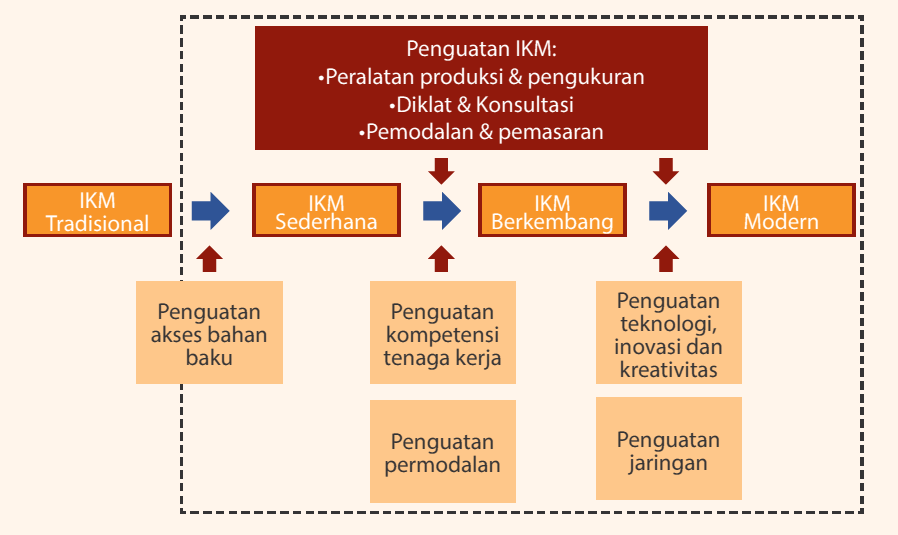 Penguatan IKM:
•Peralatan produksi & pengukuran
•Diklat & Konsultasi
•Pemodalan & pemasaran
IKM
Tradisional
IKM
Sederhana
IKM
Berkembang
IKM
Modern
Penguatan
akses bahan
baku
Penguatan
kompetensi
tenaga kerja
Penguatan
teknologi,
inovasi dan
kreativitas
Penguatan
permodalan
Penguatan
jaringan